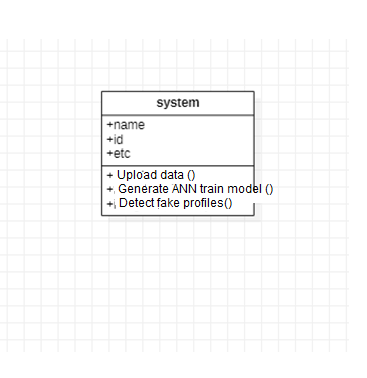 system
+name
+id
+etc
+ Upload data ()
+ Generate ANN train model ()
+ Detect fake profiles()